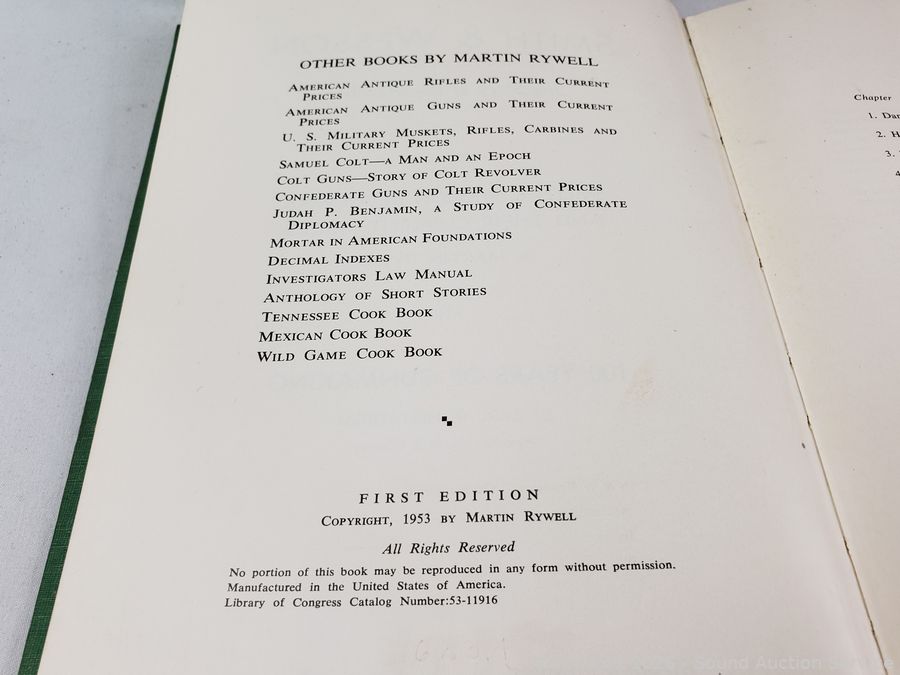 OTHER BOOKS BY MARTIN RYWELL
AMERICAN ANTIQUE RIFLES AND THEIR CURRENT
PRICES
AMERICAN ANTIQUE GUNS AND THEIR CURRENT
PRICES
U. S. MILITARY MUSKETS, RIFLES, CARBINES AND
THEIR CURRENT PRICES
SAMUEL COLT—A MAN AND AN EPOCH
COLT GUNS—STORY OF COLT REVOLVER
CONFEDERATE GUNS AND THEIR CURRENT PRICES
JUDAH P. BENJAMIN, A STUDY OF CONFEDERATE
DIPLOMACY
MORTAR IN AMERICAN FOUNDATIONS
DECIMAL INDEXES
INVESTIGATORS LAW MANUAL
ANTHOLOGY OF SHORT STORIES
TENNESSEE COOK BOOK
MEXICAN COOK BOOK
WILD GAME COOK BOOK
FIRST EDITION
COPYRIGHT, 1953 BY MARTIN RYWELL
All Rights Reserved
No portion of this book may be reproduced in any form without permission.
Manufactured in the United States of America.
Library of Congress Catalog Number:53-11916
Chapter
1. Dar
2. H
3.
4
Sound Auction Service